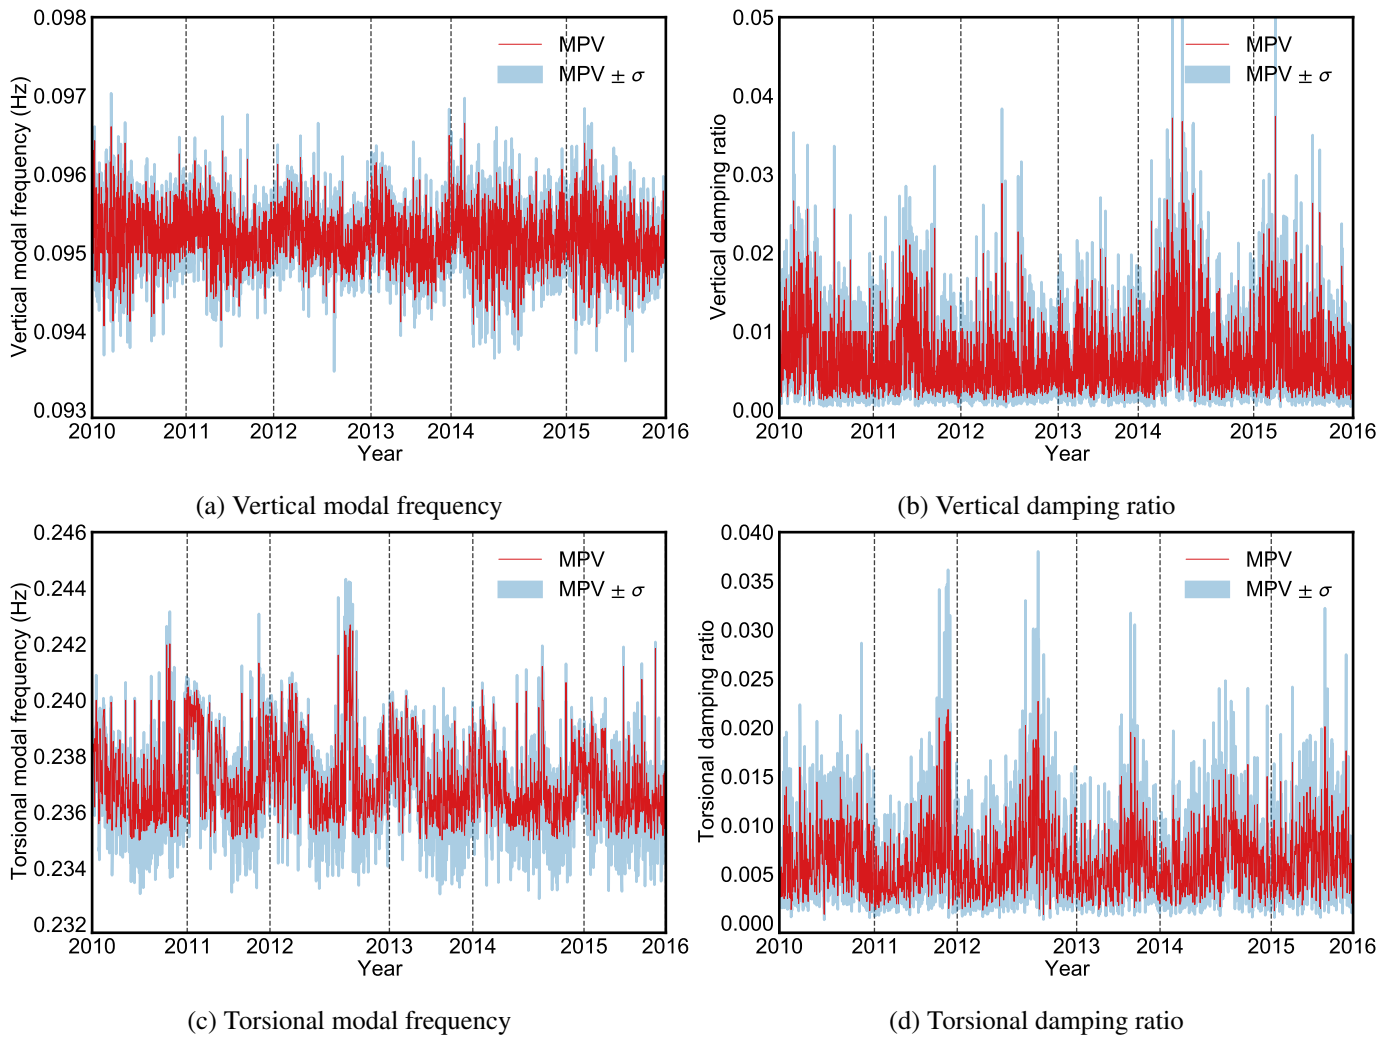 0.098
0.097
0.096
0.095
0.094
0.093
Vertical modal frequency (Hz)
MPV
MPV ± σ
2010 2011 2012 2013 2014 2015 2016
Year
(a) Vertical modal frequency
0.05
0.04
0.03
0.02
0.01
0.00
Vertical damping ratio
MPV
MPV ± σ
2010 2011 2012 2013 2014 2015 2016
Year
(b) Vertical damping ratio
0.246
0.244
0.242
0.240
0.238
0.236
0.234
0.232
Torsional modal frequency (Hz)
MPV
MPV ± σ
2010 2011 2012 2013 2014 2015 2016
Year
(c) Torsional modal frequency
0.040
0.035
0.030
0.025
0.020
0.015
0.010
0.005
0.000
Torsional damping ratio
MPV
MPV ± σ
2010 2011 2012 2013 2014 2015 2016
Year
(d) Torsional damping ratio